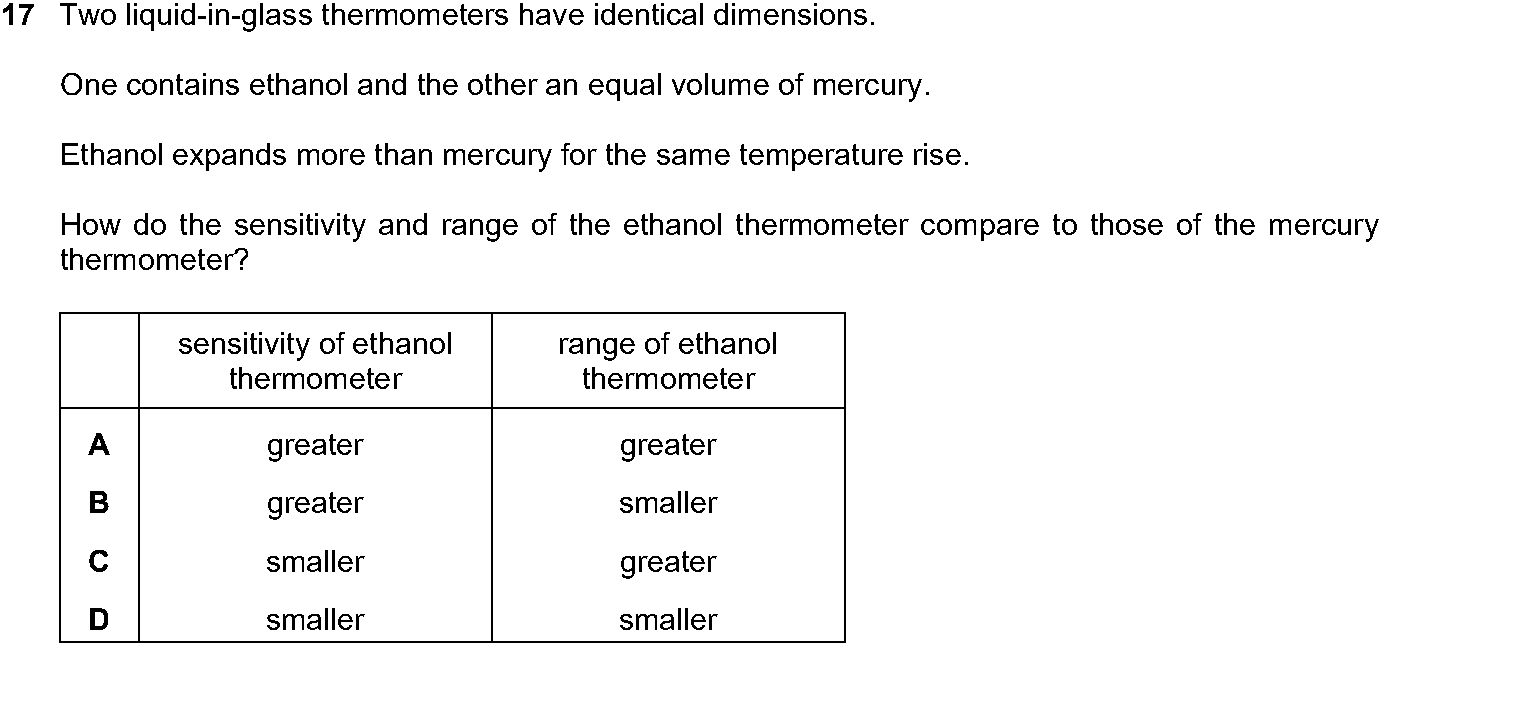 17 Two liquid-in-glass thermometers have identical dimensions.
One contains ethanol and the other an equal volume of mercury.
Ethanol expands more than mercury for the same temperature rise.
How do the sensitivity and range of the ethanol thermometer compare to those of the mercury
thermometer?
sensitivity of ethanol thermometer range of ethanol thermometer
A greater greater
B greater smaller
C smaller greater
D smaller smaller